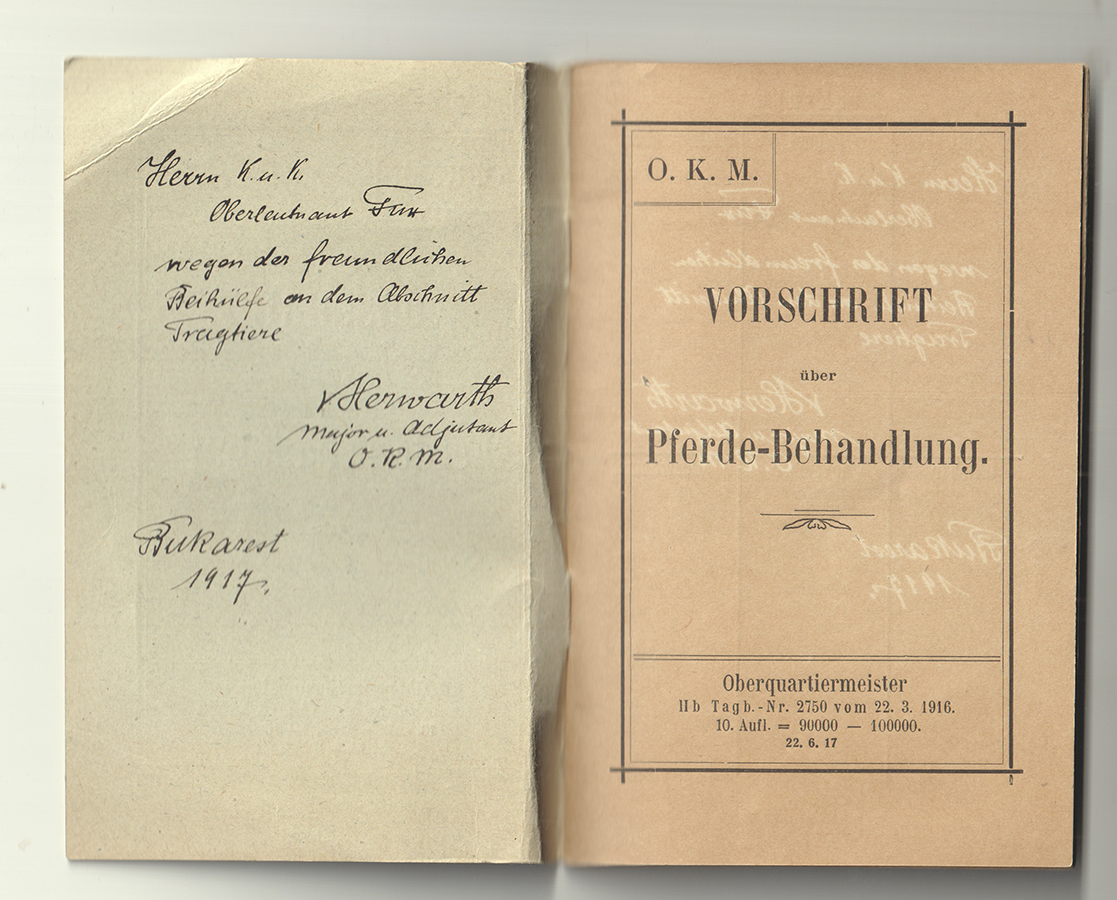 Herrn K. u. K.
Oberleutnant Fux
wegen der freundlichen
Beihülfe an dem Abschnitt
Tragtiere
v Herwarth
Major u. Adjutant
O. K. M.
Bukarest
1917.
O. K. M.
VORSCHRIFT
über
Pferde-Behandlung.
Oberquartiermeister
IIb Tagb.-Nr. 2750 vom 22. 3. 1916.
10. Aufl. = 90000 — 100000.
22. 6. 17